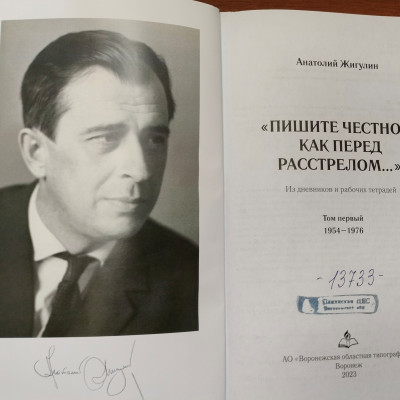 Анатолий Жигулин
«ПИШИТЕ ЧЕСТНО,
КАК ПЕРЕД
РАССТРЕЛОМ...»
Из дневников и рабочих тетрадей
Том первый
1954–1976
-13733-
АО «Воронежская областная типография
Воронеж
2023